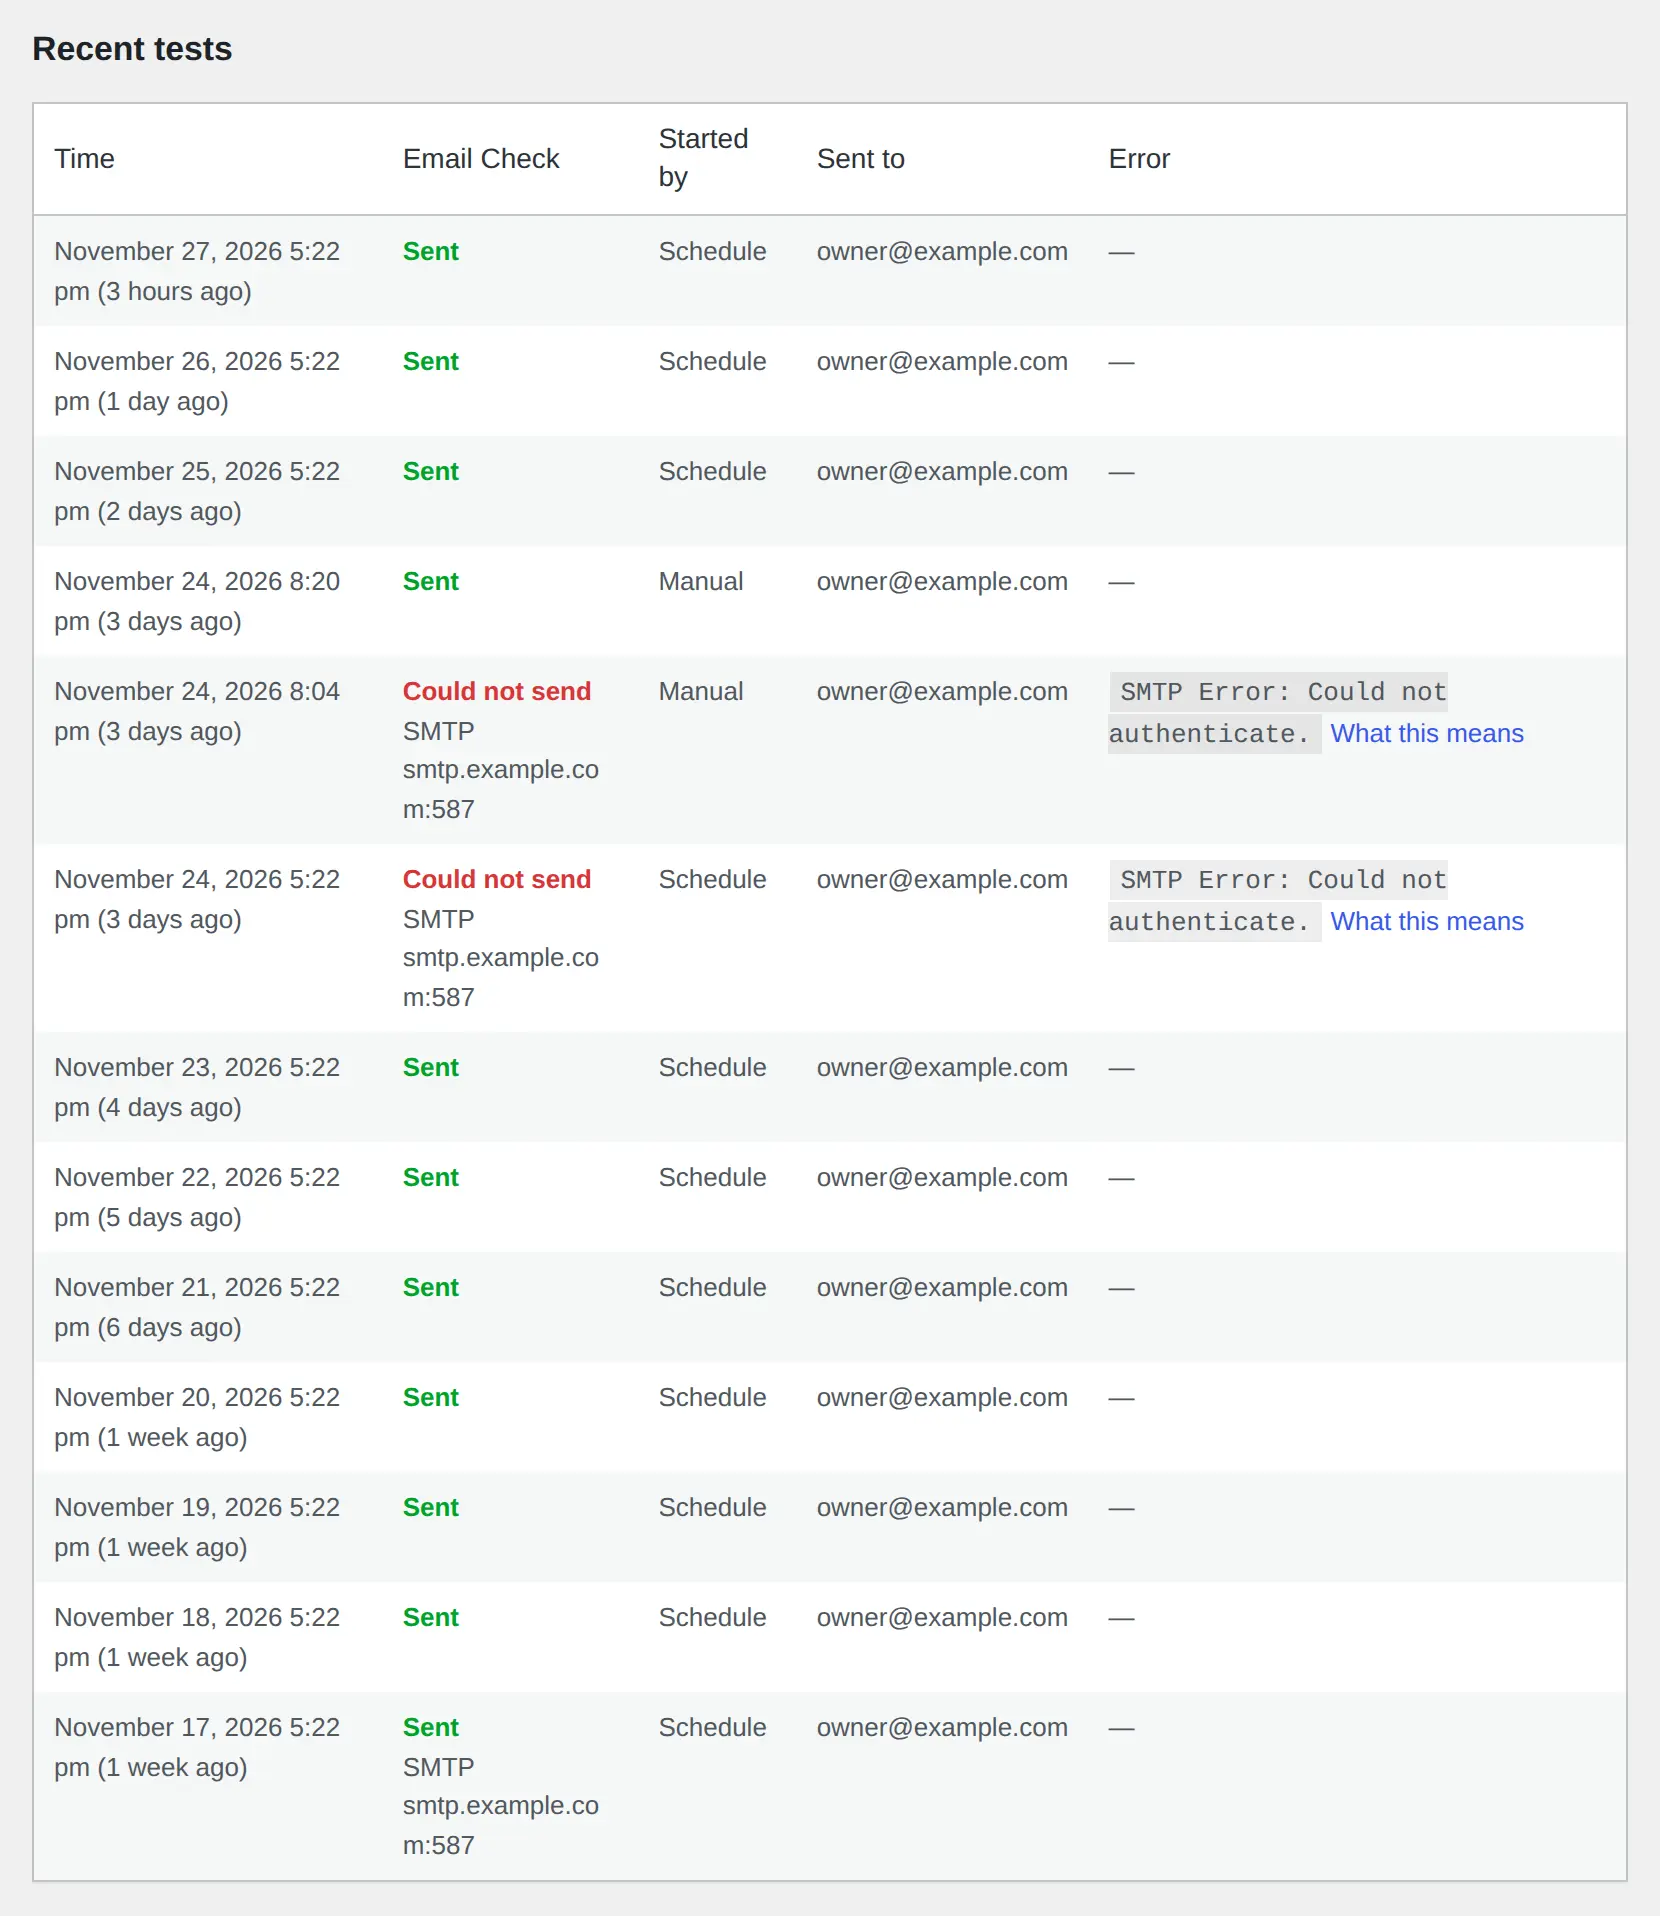 Recent tests
Time Email Check Started by Sent to Error
November 27, 2026 5:22 Sent Schedule owner@example.com —
pm (3 hours ago)
November 26, 2026 5:22 Sent Schedule owner@example.com —
pm (1 day ago)
November 25, 2026 5:22 Sent Schedule owner@example.com —
pm (2 days ago)
November 24, 2026 8:20 Sent Manual owner@example.com —
pm (3 days ago)
November 24, 2026 8:04 Could not send Manual owner@example.com SMTP Error: Could not
pm (3 days ago) SMTP authenticate. What this means
smtp.example.co
m:587
November 24, 2026 5:22 Could not send Schedule owner@example.com SMTP Error: Could not
pm (3 days ago) SMTP authenticate. What this means
smtp.example.co
m:587
November 23, 2026 5:22 Sent Schedule owner@example.com —
pm (4 days ago)
November 22, 2026 5:22 Sent Schedule owner@example.com —
pm (5 days ago)
November 21, 2026 5:22 Sent Schedule owner@example.com —
pm (6 days ago)
November 20, 2026 5:22 Sent Schedule owner@example.com —
pm (1 week ago)
November 19, 2026 5:22 Sent Schedule owner@example.com —
pm (1 week ago)
November 18, 2026 5:22 Sent Schedule owner@example.com —
pm (1 week ago)
November 17, 2026 5:22 Sent Schedule owner@example.com —
pm (1 week ago) SMTP
smtp.example.co
m:587